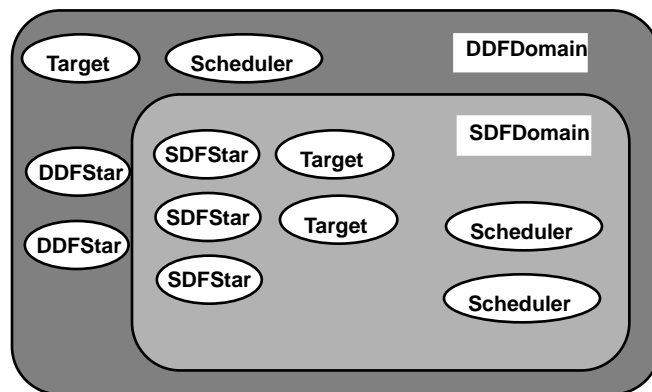 DDFDomain
Target
Scheduler
SDFDomain
SDFStar
Target
DDFStar
SDFStar
Target
Scheduler
DDFStar
SDFStar
Scheduler